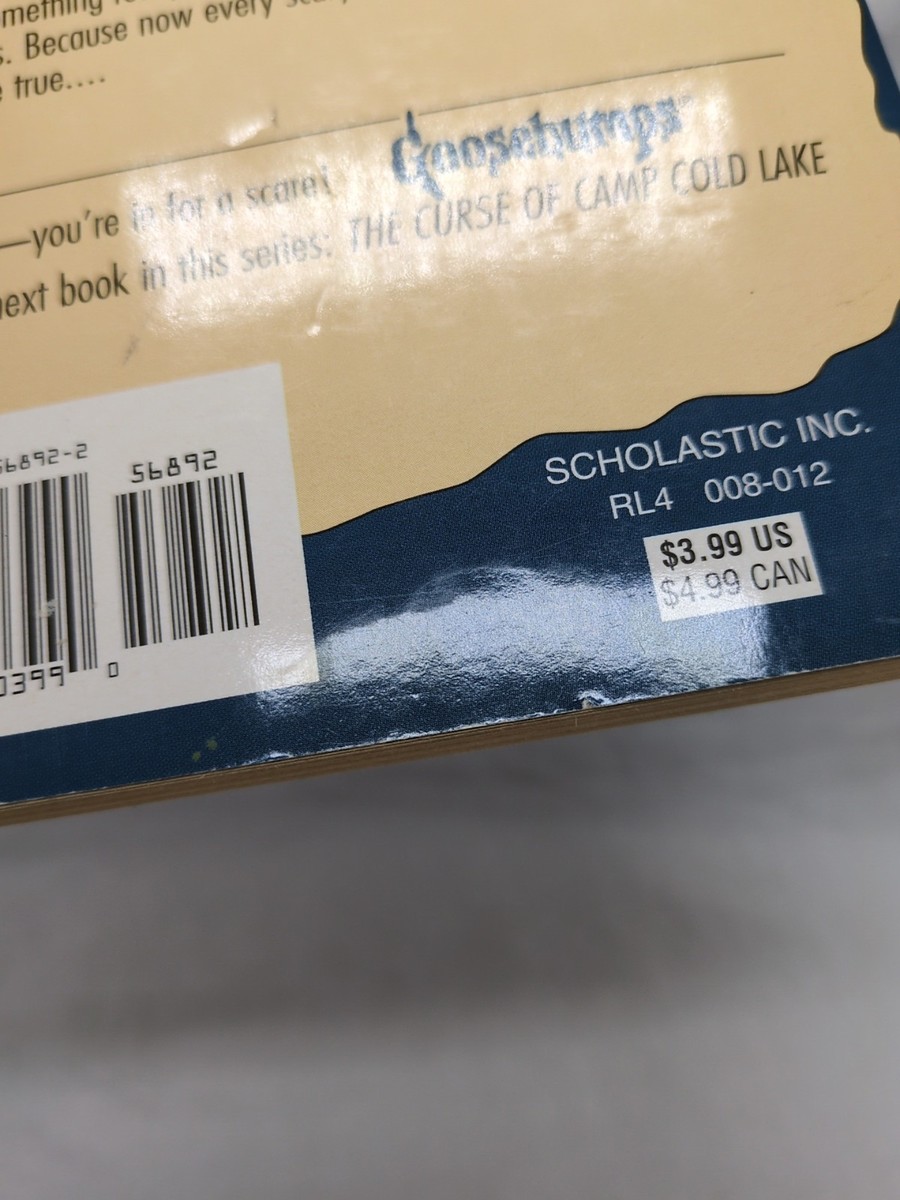 . Because now every
true....
Goosebumps
—you're in for a scare!
next book in this series: THE CURSE OF CAMP COLD LAKE
56892-2
56892
0399
0
SCHOLASTIC INC.
RL4 008-012
$3.99 US
$4.99 CAN